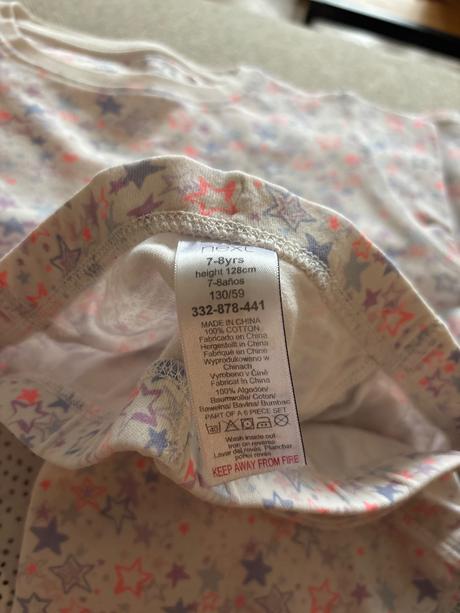 next
7-8yrs
height 128cm
7-8años
130/59
332-878-441
MADE IN CHINA
100% COTTON
Fabricado en China
Hergestellt in China
Fabriqué en Chine
Wyprodukowano w
Chinach
Vyrobeno v Číně
Fabricat în China
100% Algodon/
Baumwolle/ Coton/
Bawełna/ Bavlna/ Bumbac
PART OF A 6 PIECE SET
40
Wash inside out
Iron on reverse
Lavar del revés. Planchar
por el revés
KEEP AWAY FROM FIRE